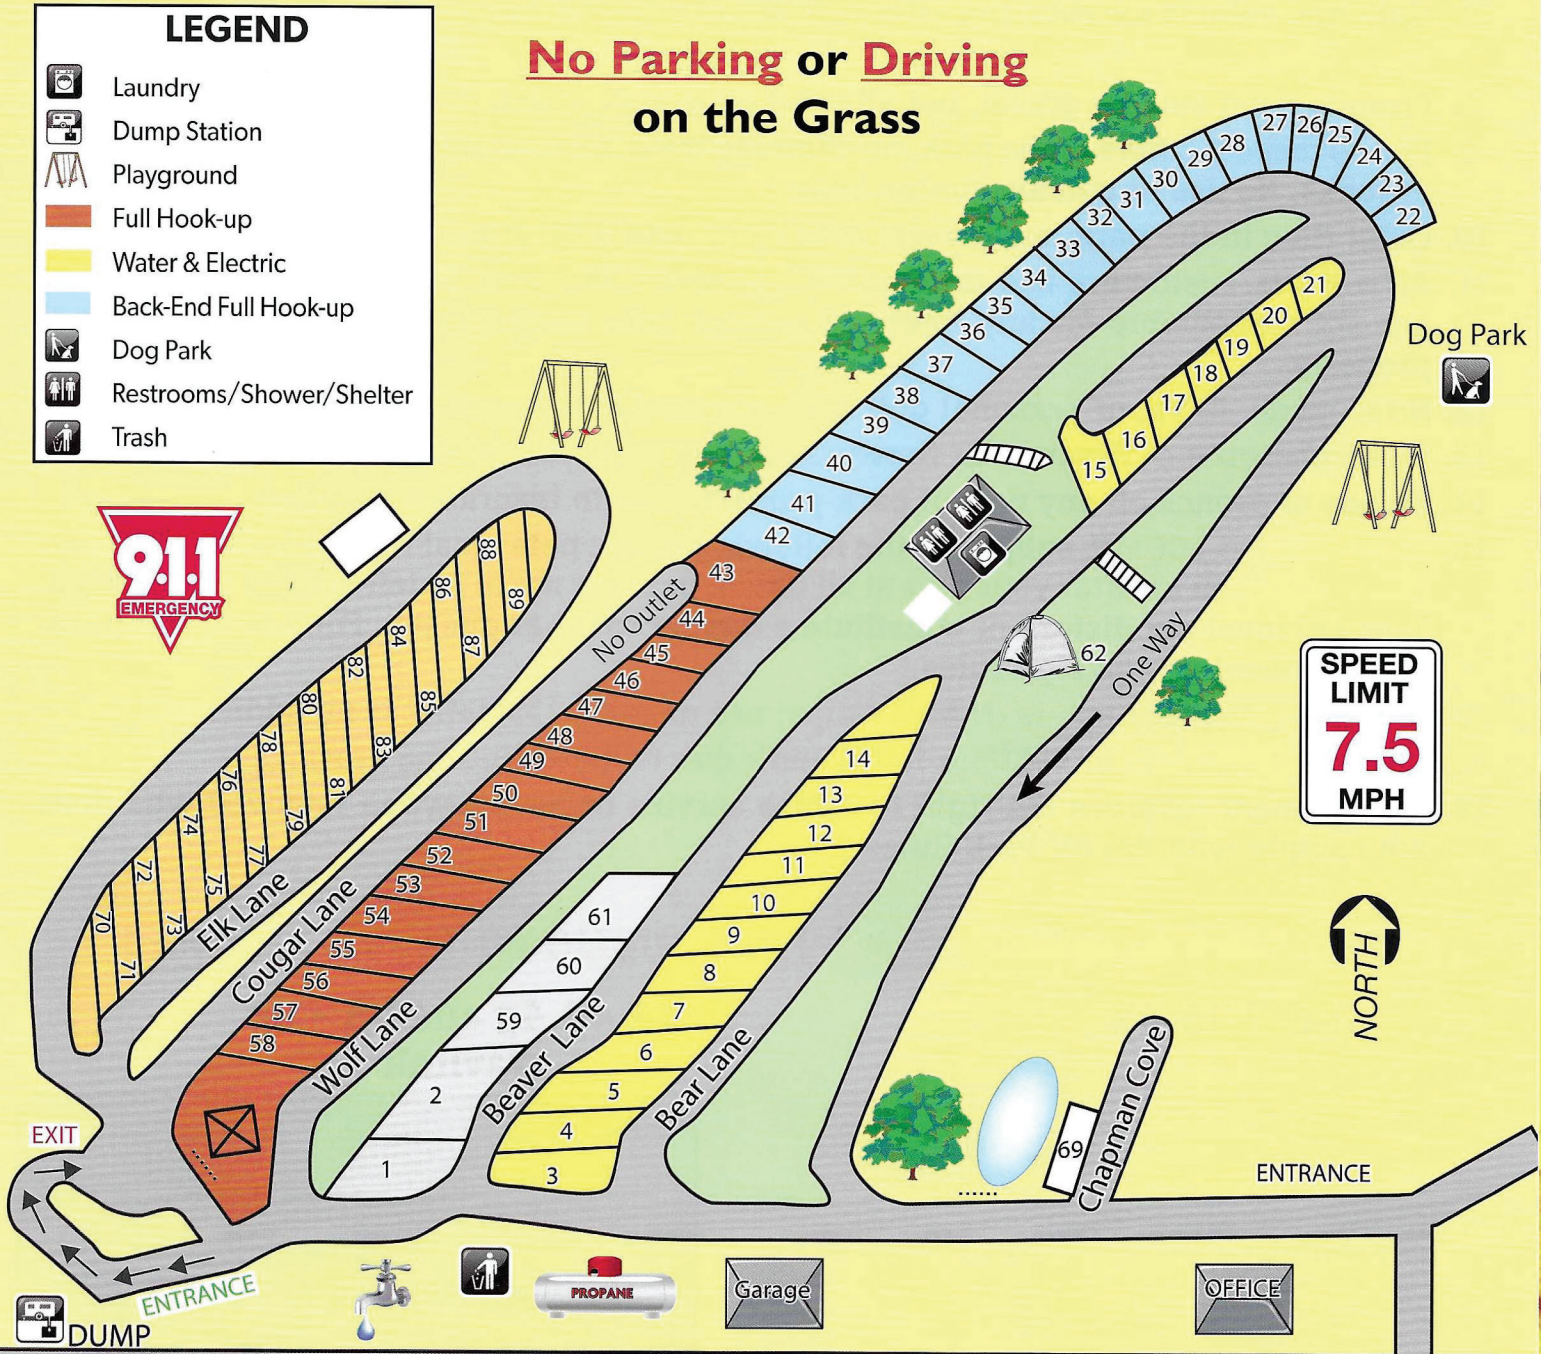 LEGEND
Laundry
Dump Station
Playground
Full Hook-up
Water & Electric
Back-End Full Hook-up
Dog Park
Restrooms/Shower/Shelter
Trash
No Parking or Driving
on the Grass
9·1·1
EMERGENCY
27
26
25
24
23
22
28
29
30
31
32
33
34
35
36
37
38
39
40
41
42
21
20
19
18
17
16
15
Dog Park
43
44
45
46
47
48
49
50
51
52
53
54
55
56
57
58
No Outlet
88
89
86
87
84
85
82
83
80
81
78
79
76
77
74
75
72
73
70
71
Elk Lane
Cougar Lane
Wolf Lane
62
One Way
SPEED
LIMIT
7.5
MPH
14
13
12
11
10
9
8
7
6
5
4
3
61
60
59
2
1
Beaver Lane
Bear Lane
NORTH
69
Chapman Cove
EXIT
ENTRANCE
ENTRANCE
DUMP
PROPANE
Garage
OFFICE